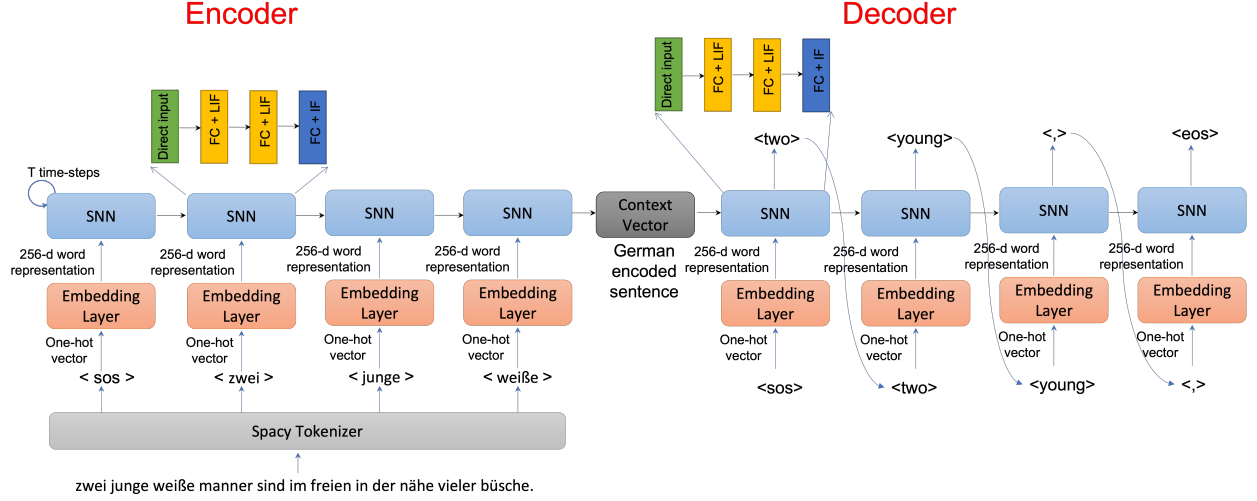 Encoder
Decoder
Direct input
FC + LIF
FC + LIF
FC + IF
Direct input
FC + LIF
FC + LIF
FC + IF
<two>
<young>
<,>
<eos>
T time-steps
SNN
SNN
SNN
SNN
Context
Vector
SNN
SNN
SNN
SNN
German
encoded
sentence
256-d word
representation
256-d word
representation
256-d word
representation
256-d word
representation
256-d word
representation
256-d word
representation
256-d word
representation
256-d word
representation
Embedding
Layer
Embedding
Layer
Embedding
Layer
Embedding
Layer
Embedding
Layer
Embedding
Layer
Embedding
Layer
Embedding
Layer
One-hot
vector
One-hot
vector
One-hot
vector
One-hot
vector
One-hot
vector
One-hot
vector
One-hot
vector
One-hot
vector
< sos >
< zwei >
< junge >
< weiße >
<sos>
<two>
<young>
<,>
Spacy Tokenizer
zwei junge weiße manner sind im freien in der nähe vieler büsche.